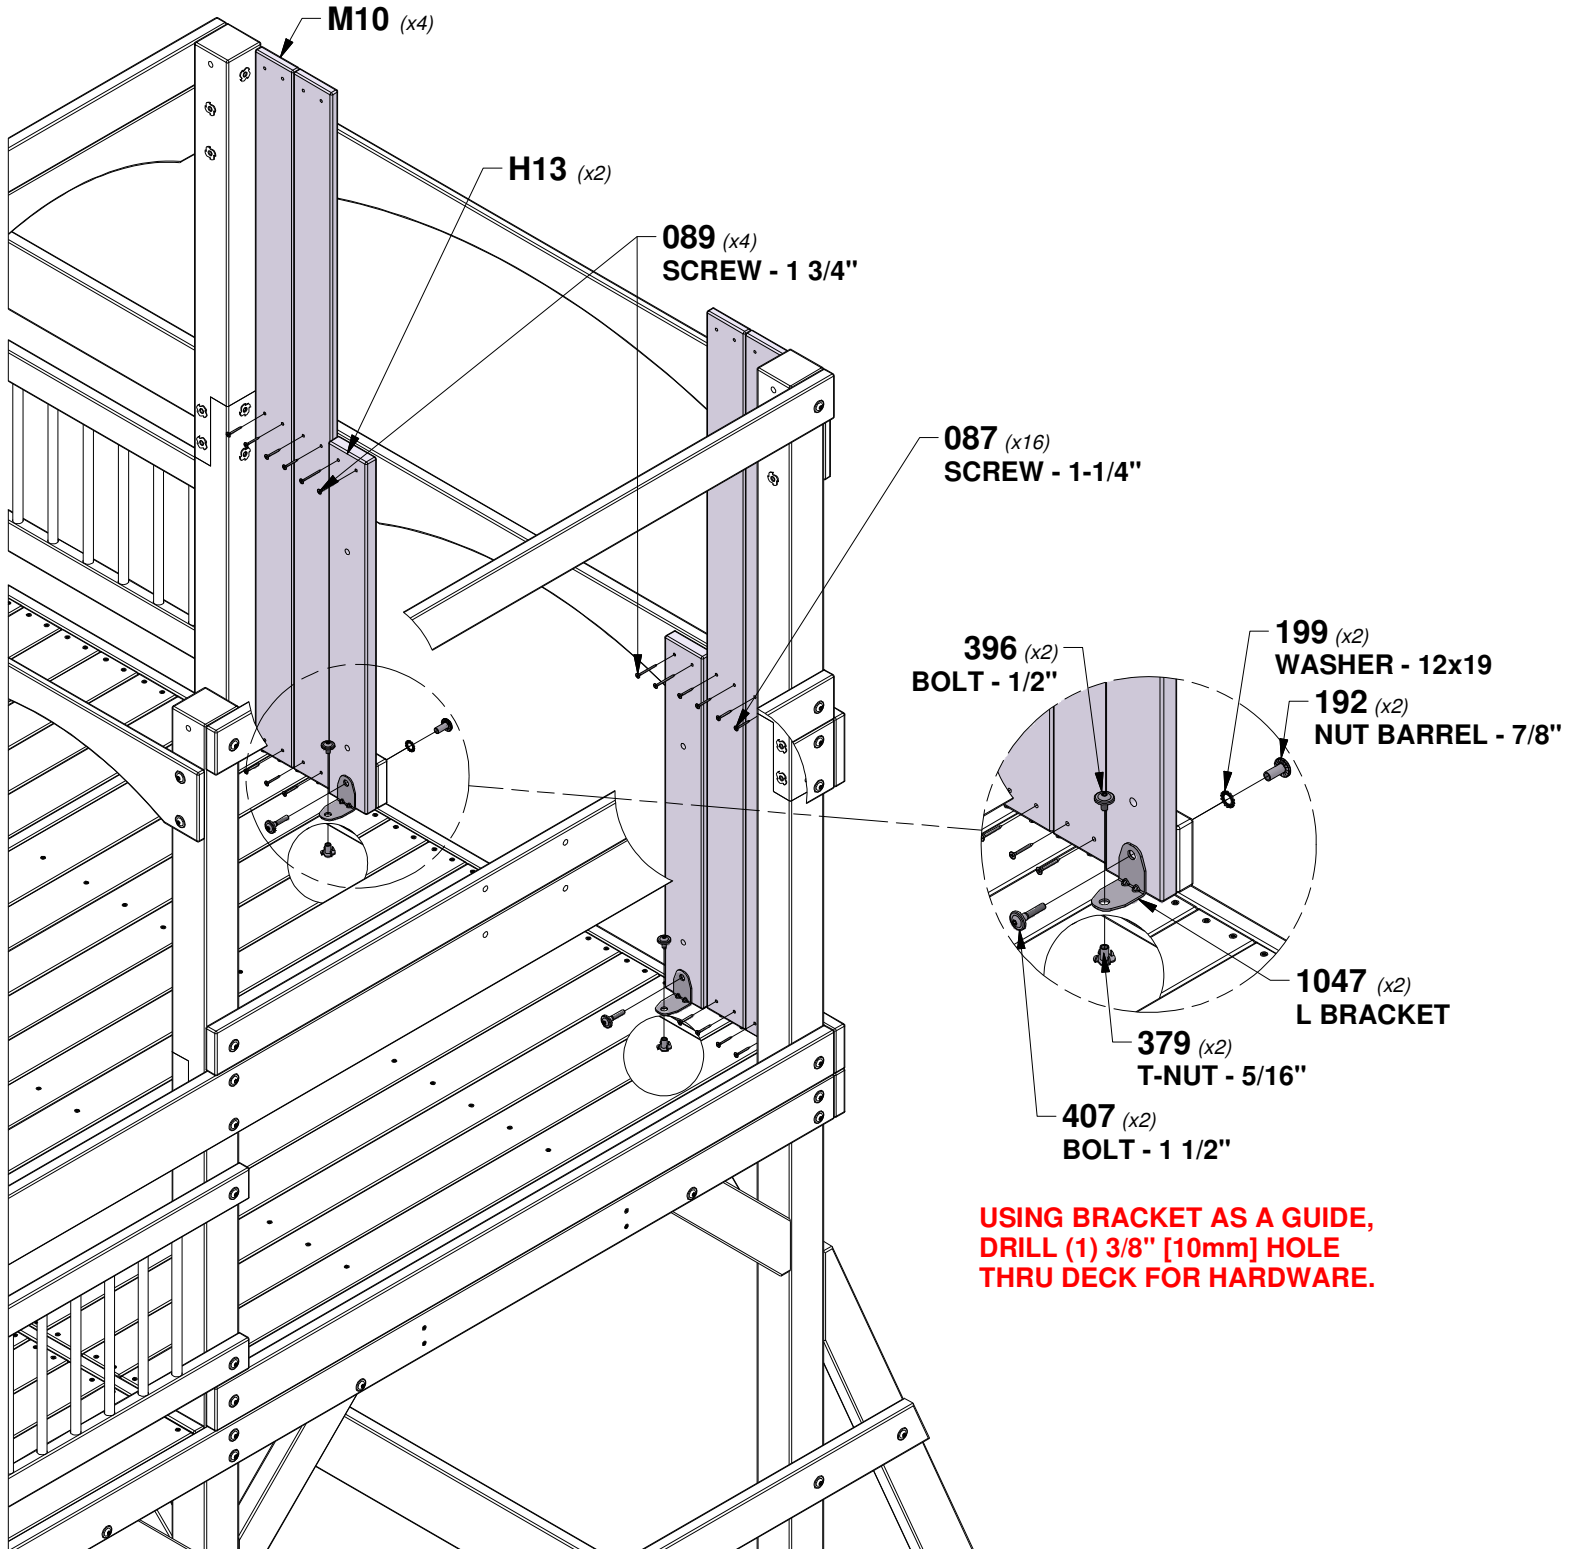 M10 (x4)
H13 (x2)
089 (x4)
SCREW - 1 3/4"
087 (x16)
SCREW - 1-1/4"
396 (x2)
BOLT - 1/2"
199 (x2)
WASHER - 12x19
192 (x2)
NUT BARREL - 7/8"
1047 (x2)
L BRACKET
379 (x2)
T-NUT - 5/16"
407 (x2)
BOLT - 1 1/2"
USING BRACKET AS A GUIDE,
DRILL (1) 3/8" [10mm] HOLE
THRU DECK FOR HARDWARE.